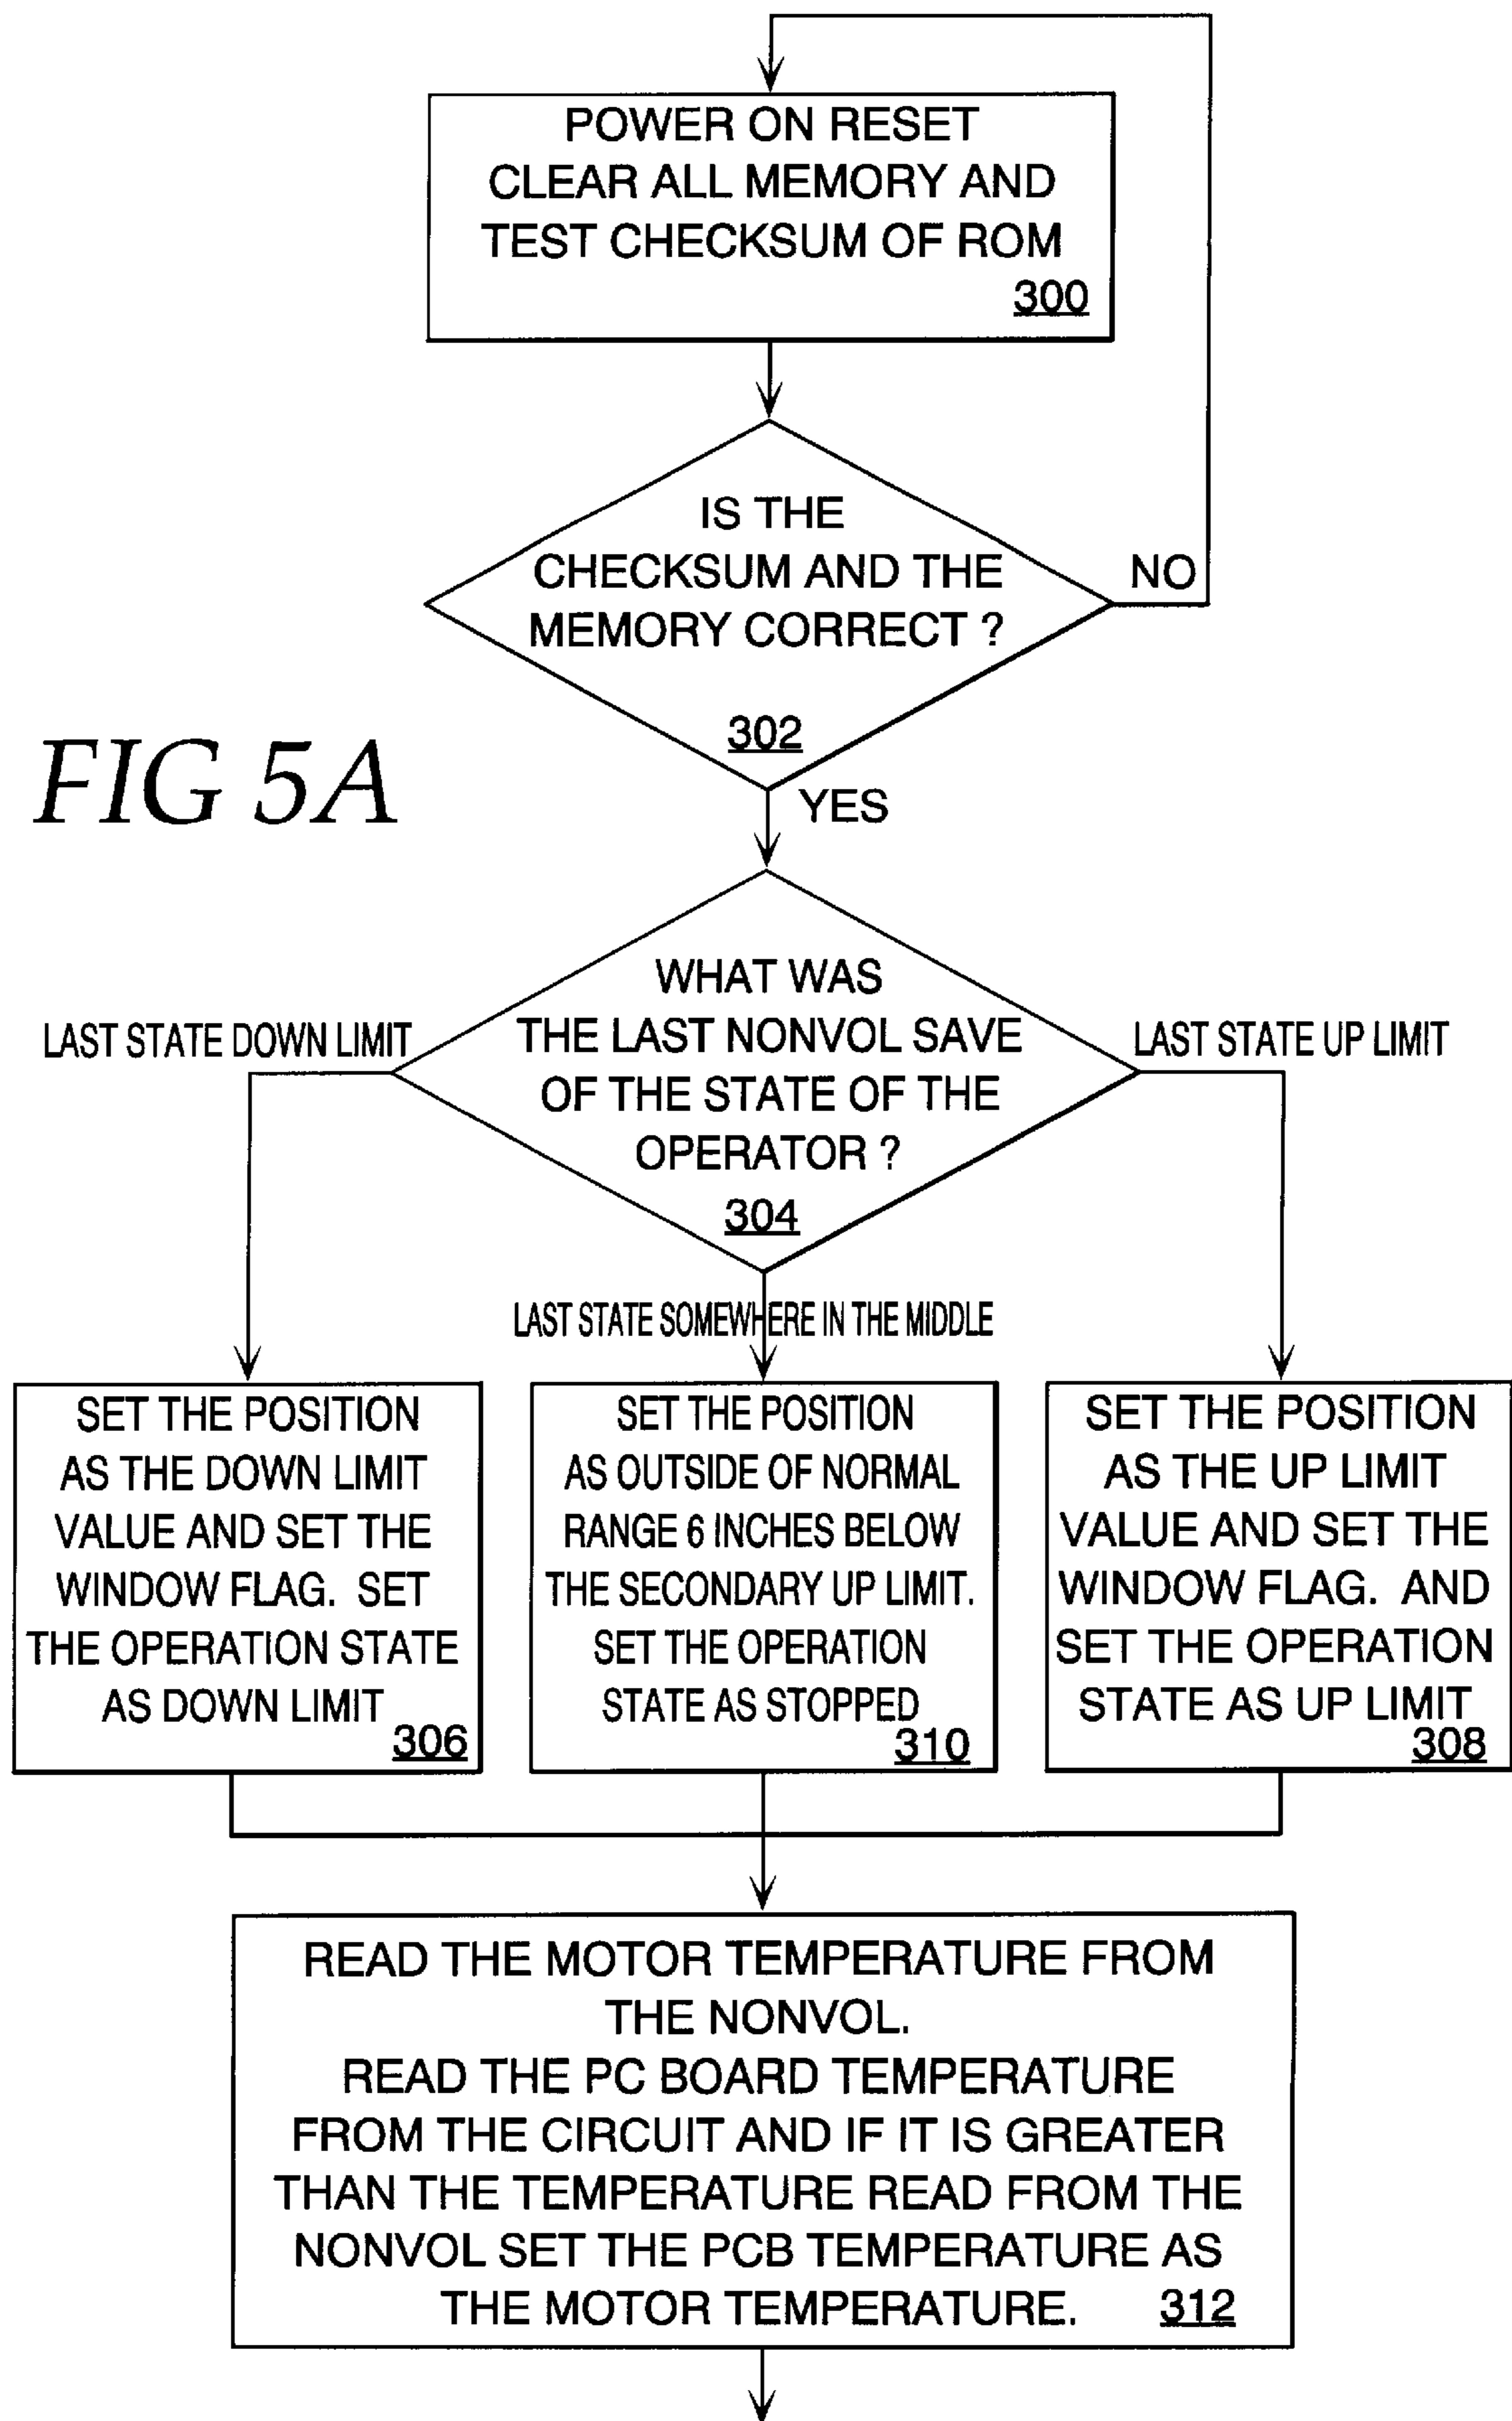 POWER ON RESET
CLEAR ALL MEMORY AND
TEST CHECKSUM OF ROM
300
IS THE
CHECKSUM AND THE
MEMORY CORRECT ?
302
NO
YES
FIG 5A
WHAT WAS
THE LAST NONVOL SAVE
OF THE STATE OF THE
OPERATOR ?
304
LAST STATE DOWN LIMIT
LAST STATE UP LIMIT
LAST STATE SOMEWHERE IN THE MIDDLE
SET THE POSITION
AS THE DOWN LIMIT
VALUE AND SET THE
WINDOW FLAG. SET
THE OPERATION STATE
AS DOWN LIMIT
306
SET THE POSITION
AS OUTSIDE OF NORMAL
RANGE 6 INCHES BELOW
THE SECONDARY UP LIMIT.
SET THE OPERATION
STATE AS STOPPED
310
SET THE POSITION
AS THE UP LIMIT
VALUE AND SET THE
WINDOW FLAG. AND
SET THE OPERATION
STATE AS UP LIMIT
308
READ THE MOTOR TEMPERATURE FROM
THE NONVOL.
READ THE PC BOARD TEMPERATURE
FROM THE CIRCUIT AND IF IT IS GREATER
THAN THE TEMPERATURE READ FROM THE
NONVOL SET THE PCB TEMPERATURE AS
THE MOTOR TEMPERATURE.
312